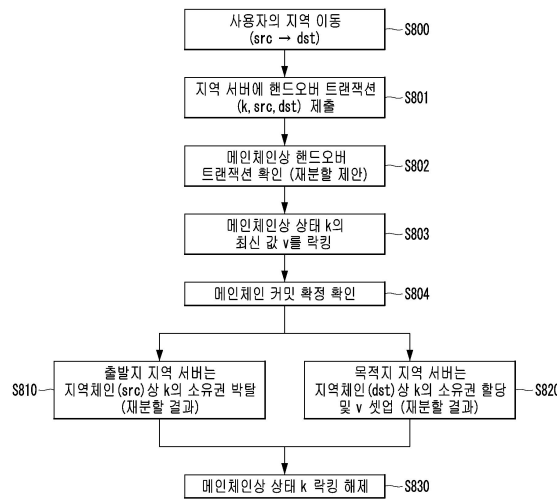 사용자의 지역 이동
(src → dst)
S800
지역 서버에 핸드오버 트랜잭션
(k, src, dst) 제출
S801
메인체인상 핸드오버
트랜잭션 확인 (재분할 제안)
S802
메인체인상 상태 k의
최신 값 v를 락킹
S803
메인체인 커밋 확정 확인
S804
출발지 지역 서버는
지역체인(src)상 k의 소유권 박탈
(재분할 결과)
S810
목적지 지역 서버는
지역체인(dst)상 k의 소유권 할당
및 v 셋업 (재분할 결과)
S820
메인체인상 상태 k 락킹 해제
S830